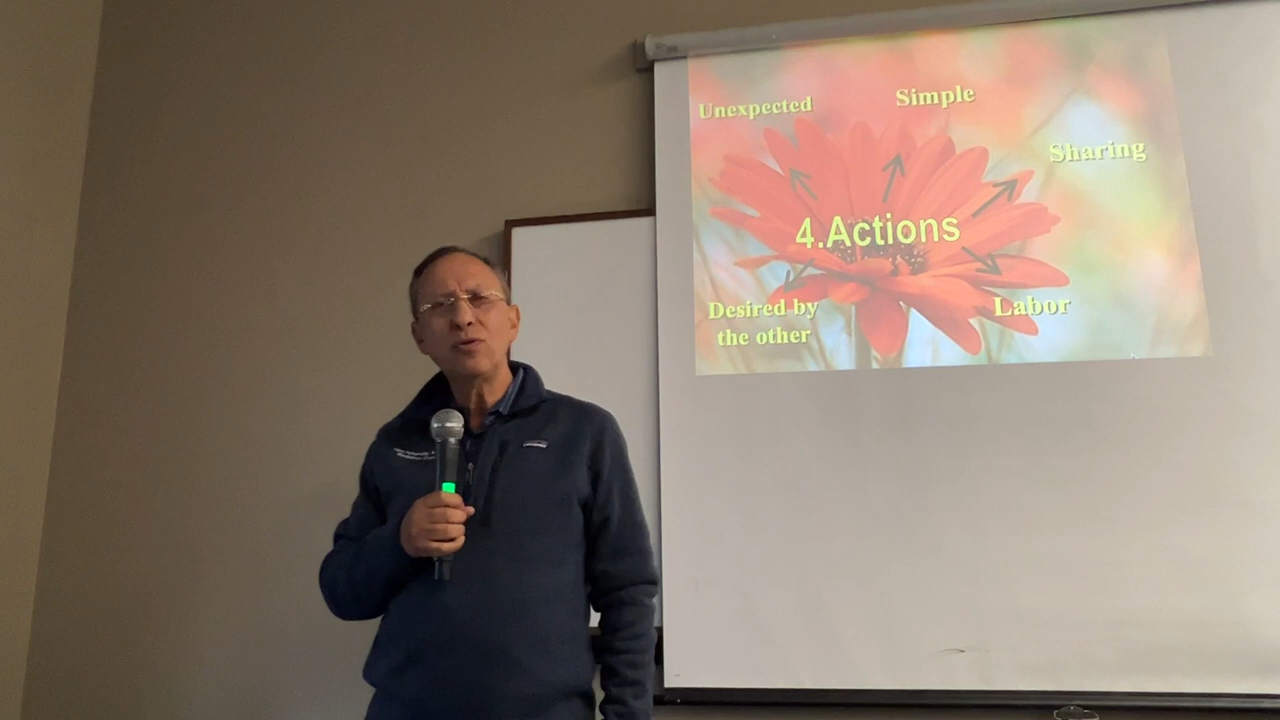 Unexpected
Simple
Sharing
4.Actions
Desired by
the other
Labor